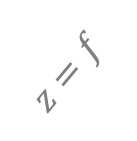 z = f